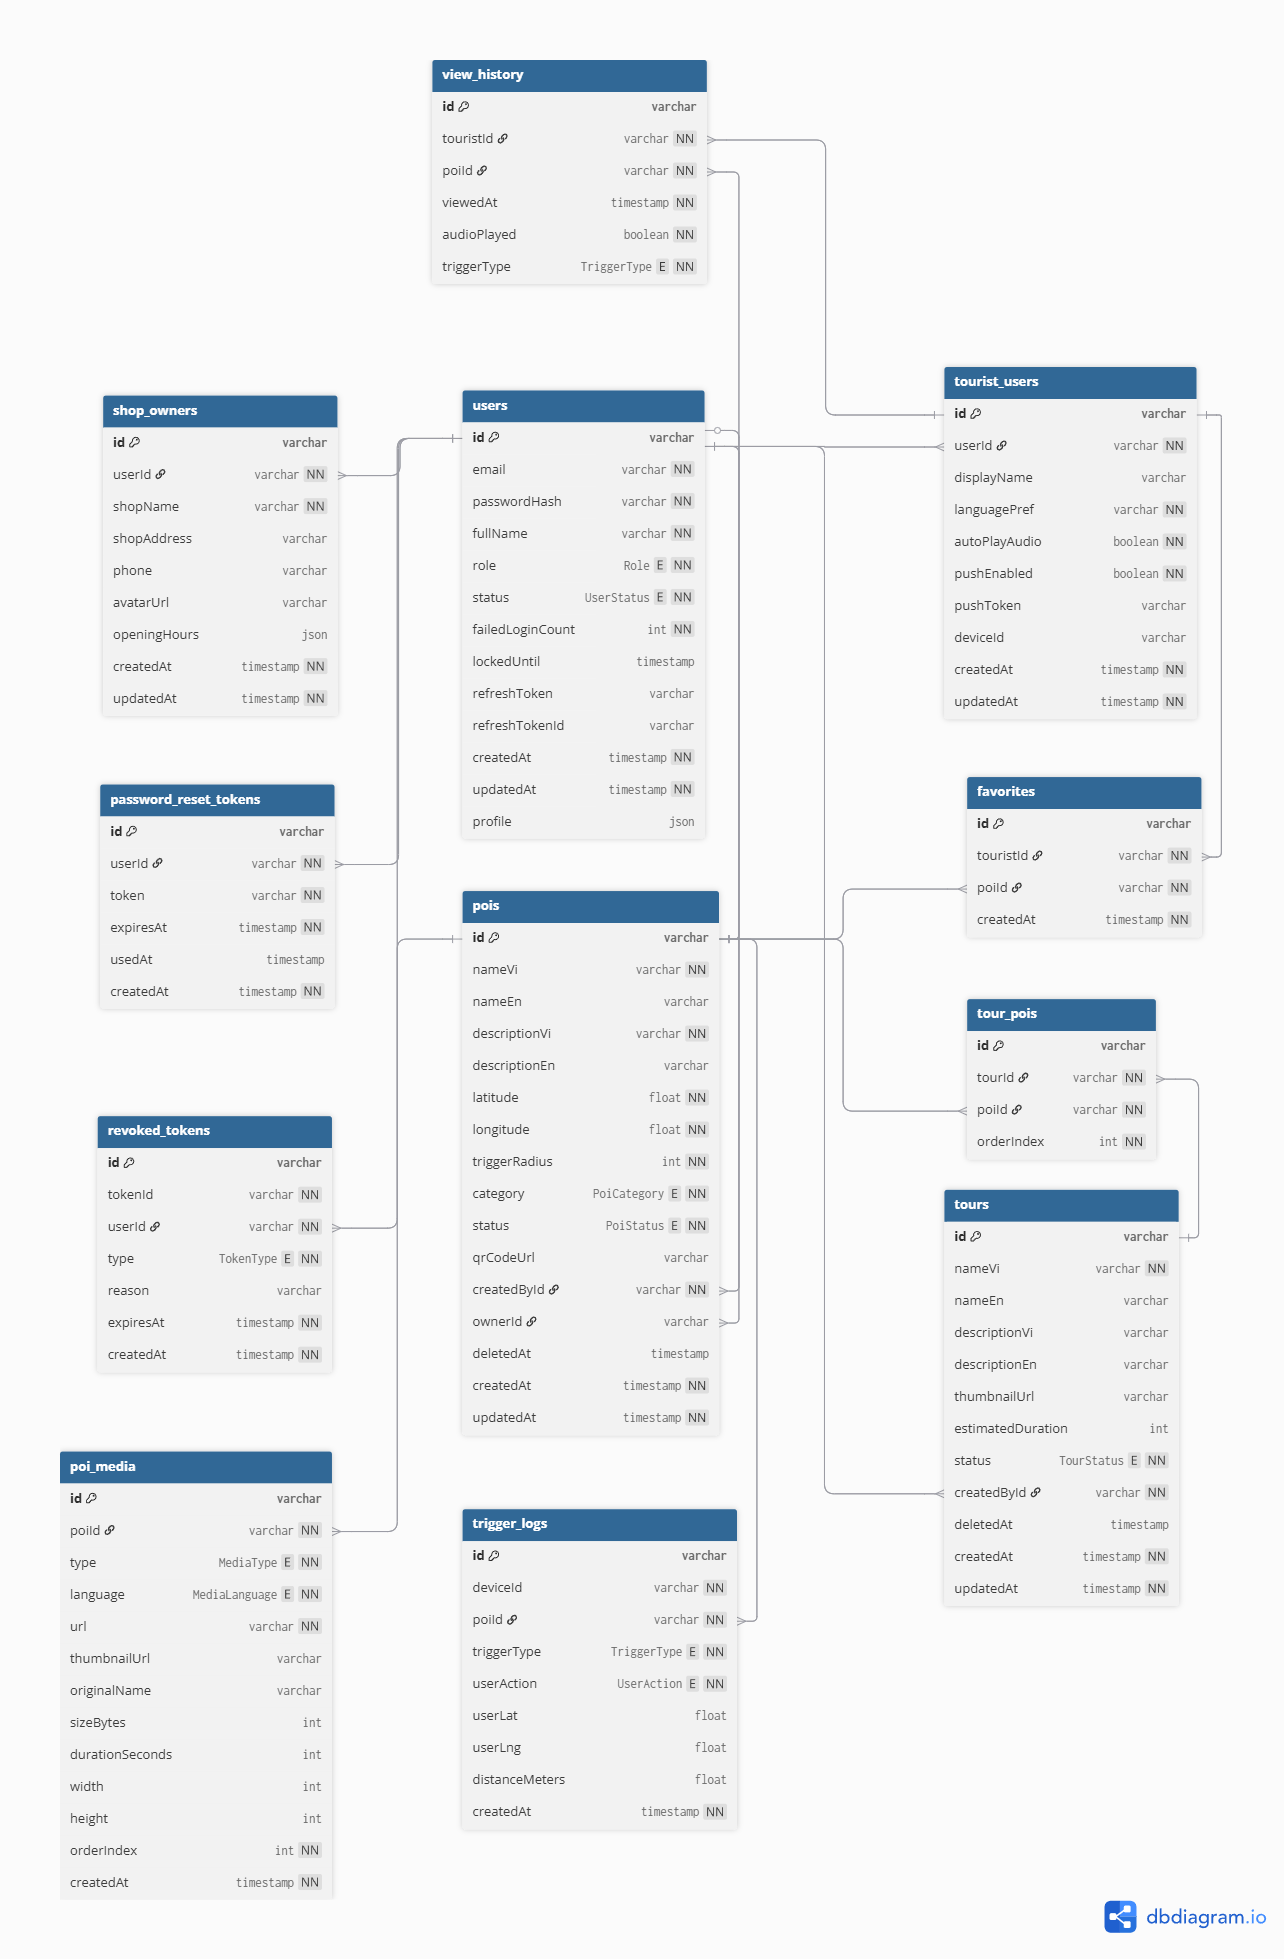 view_history
id varchar
touristId varchar NN
poiId varchar NN
viewedAt timestamp NN
audioPlayed boolean NN
triggerType TriggerType E NN
shop_owners
id varchar
userId varchar NN
shopName varchar NN
shopAddress varchar
phone varchar
avatarUrl varchar
openingHours json
createdAt timestamp NN
updatedAt timestamp NN
users
id varchar
email varchar NN
passwordHash varchar NN
fullName varchar NN
role Role E NN
status UserStatus E NN
failedLoginCount int NN
lockedUntil timestamp
refreshToken varchar
refreshTokenId varchar
createdAt timestamp NN
updatedAt timestamp NN
profile json
tourist_users
id varchar
userId varchar NN
displayName varchar
languagePref varchar NN
autoPlayAudio boolean NN
pushEnabled boolean NN
pushToken varchar
deviceId varchar
createdAt timestamp NN
updatedAt timestamp NN
password_reset_tokens
id varchar
userId varchar NN
token varchar NN
expiresAt timestamp NN
usedAt timestamp
createdAt timestamp NN
favorites
id varchar
touristId varchar NN
poiId varchar NN
createdAt timestamp NN
pois
id varchar
nameVi varchar NN
nameEn varchar
descriptionVi varchar NN
descriptionEn varchar
latitude float NN
longitude float NN
triggerRadius int NN
category PoiCategory E NN
status PoiStatus E NN
qrCodeUrl varchar
createdById varchar NN
ownerId varchar
deletedAt timestamp
createdAt timestamp NN
updatedAt timestamp NN
tour_pois
id varchar
tourId varchar NN
poiId varchar NN
orderIndex int NN
revoked_tokens
id varchar
tokenId varchar NN
userId varchar NN
type TokenType E NN
reason varchar
expiresAt timestamp NN
createdAt timestamp NN
tours
id varchar
nameVi varchar NN
nameEn varchar
descriptionVi varchar
descriptionEn varchar
thumbnailUrl varchar
estimatedDuration int
status TourStatus E NN
createdById varchar NN
deletedAt timestamp
createdAt timestamp NN
updatedAt timestamp NN
poi_media
id varchar
poiId varchar NN
type MediaType E NN
language MediaLanguage E NN
url varchar NN
thumbnailUrl varchar
originalName varchar
sizeBytes int
durationSeconds int
width int
height int
orderIndex int NN
createdAt timestamp NN
trigger_logs
id varchar
deviceId varchar NN
poiId varchar NN
triggerType TriggerType E NN
userAction UserAction E NN
userLat float
userLng float
distanceMeters float
createdAt timestamp NN
dbdiagram.io